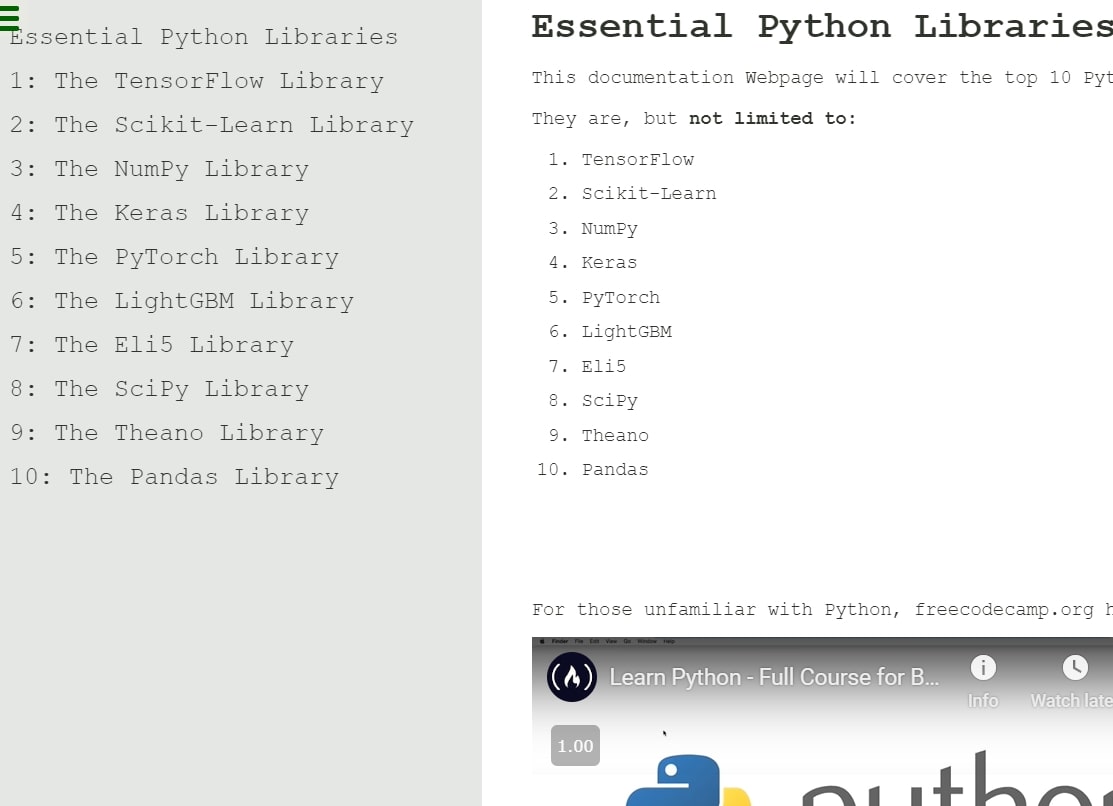 Essential Python Libraries
1: The TensorFlow Library
2: The Scikit-Learn Library
3: The NumPy Library
4: The Keras Library
5: The PyTorch Library
6: The LightGBM Library
7: The Eli5 Library
8: The SciPy Library
9: The Theano Library
10: The Pandas Library
Essential Python Libraries
This documentation Webpage will cover the top 10 Pyt
They are, but not limited to:
1. TensorFlow
2. Scikit-Learn
3. NumPy
4. Keras
5. PyTorch
6. LightGBM
7. Eli5
8. SciPy
9. Theano
10. Pandas
For those unfamiliar with Python, freecodecamp.org h
Finder File Edit View Go Window Help
Learn Python - Full Course for B...
Info
Watch late
1.00